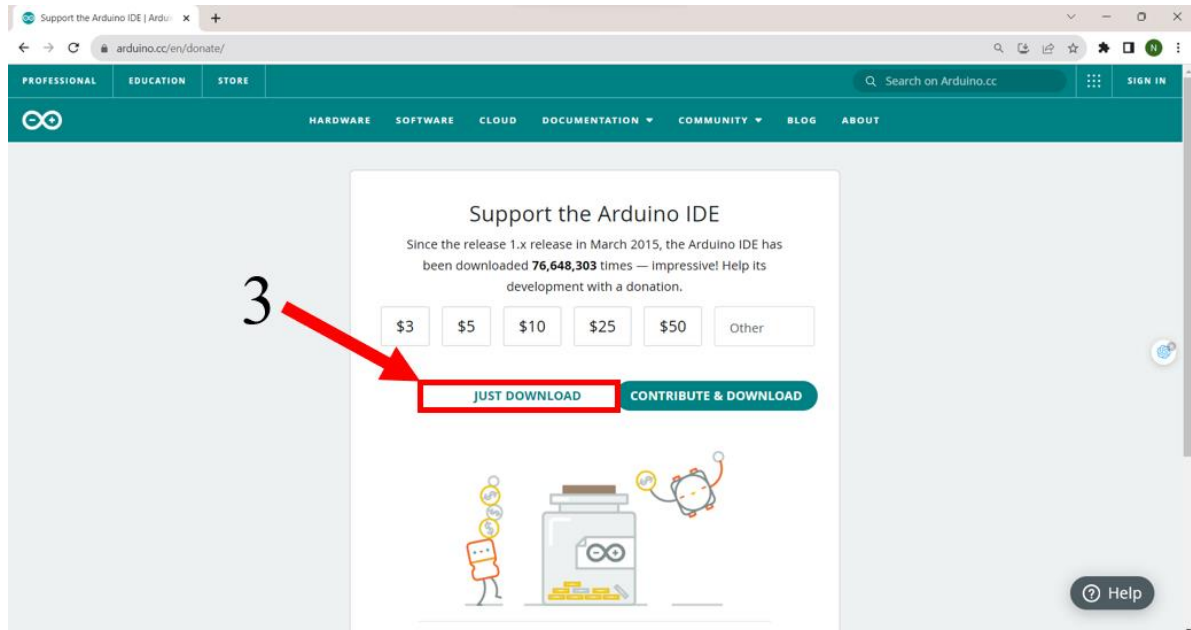 Support the Arduino IDE | Ardui
arduino.cc/en/donate/
N
PROFESSIONAL EDUCATION STORE
Search on Arduino.cc
SIGN IN
HARDWARE SOFTWARE CLOUD DOCUMENTATION COMMUNITY BLOG ABOUT
Support the Arduino IDE
Since the release 1.x release in March 2015, the Arduino IDE has
been downloaded 76,648,303 times — impressive! Help its
development with a donation.
3
$3 $5 $10 $25 $50 Other
JUST DOWNLOAD CONTRIBUTE & DOWNLOAD
Help